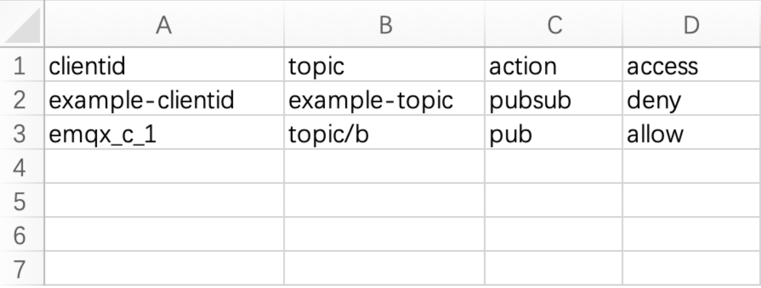 A B C D
1 clientid topic action access
2 example-clientid example-topic pubsub deny
3 emqx_c_1 topic/b pub allow
4
5
6
7